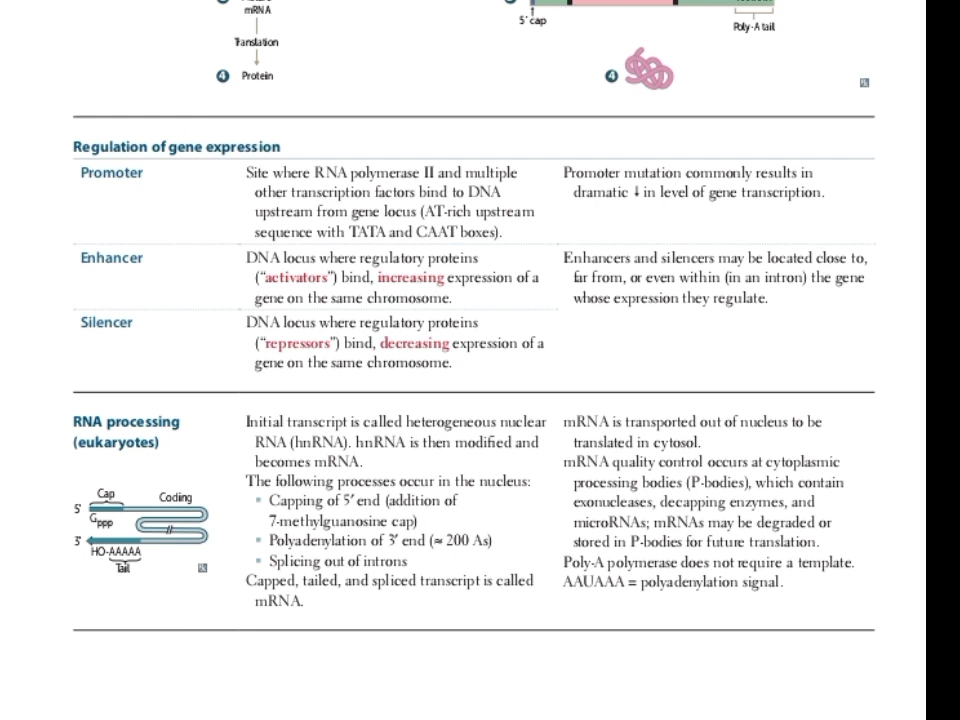 mRNA
Translation
4 Protein
5′ cap
Poly-A tail
4
Regulation of gene expression
Promoter
Site where RNA polymerase II and multiple
other transcription factors bind to DNA
upstream from gene locus (AT-rich upstream
sequence with TATA and CAAT boxes).
Promoter mutation commonly results in
dramatic ↓ in level of gene transcription.
Enhancer
DNA locus where regulatory proteins
(“activators”) bind, increasing expression of a
gene on the same chromosome.
Enhancers and silencers may be located close to,
far from, or even within (in an intron) the gene
whose expression they regulate.
Silencer
DNA locus where regulatory proteins
(“repressors”) bind, decreasing expression of a
gene on the same chromosome.
RNA processing
(eukaryotes)
Cap
Coding
5′
Gppp
3′
HO-AAAAA
Tail
Initial transcript is called heterogeneous nuclear
RNA (hnRNA). hnRNA is then modified and
becomes mRNA.
The following processes occur in the nucleus:
▪ Capping of 5′ end (addition of
7-methylguanosine cap)
▪ Polyadenylation of 3′ end (≈ 200 As)
▪ Splicing out of introns
Capped, tailed, and spliced transcript is called
mRNA.
mRNA is transported out of nucleus to be
translated in cytosol.
mRNA quality control occurs at cytoplasmic
processing bodies (P-bodies), which contain
exonucleases, decapping enzymes, and
microRNAs; mRNAs may be degraded or
stored in P-bodies for future translation.
Poly-A polymerase does not require a template.
AAUAAA = polyadenylation signal.